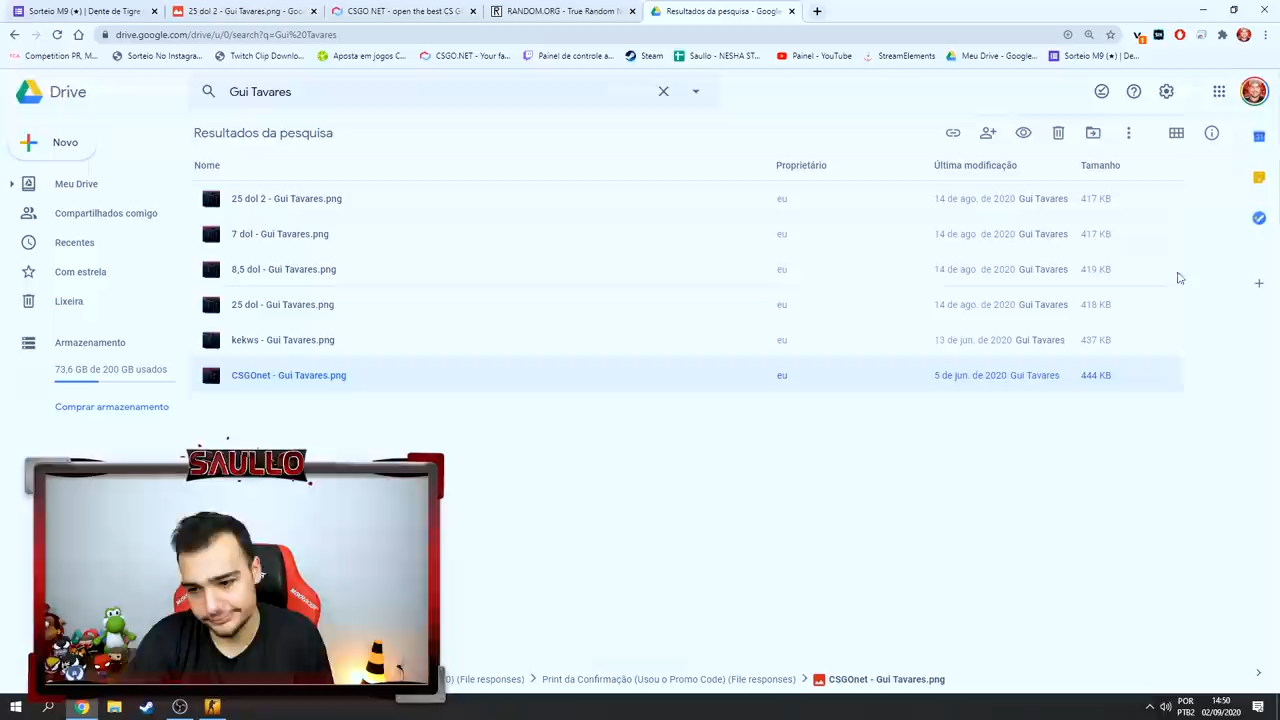 Sorteio M9 (★) | Dente de Tigre
25 dol 2 - Gui Tavares.png - Goo
CSGO NET - open the best CS G
RANDOM.ORG - True Random N
Resultados da pesquisa - Google
drive.google.com/drive/u/0/search?q=Gui%20Tavares
Competition PR, M...
Sorteio No Instagra...
Twitch Clip Downlo...
Aposta em jogos C...
CSGO.NET - Your fa...
Painel de controle a...
Steam
Saullo - NESHA ST...
Painel - YouTube
StreamElements
Meu Drive - Google...
Sorteio M9 (★) | De...
Drive
Gui Tavares
Novo
Resultados da pesquisa
Nome Proprietário Última modificação Tamanho
Meu Drive
Compartilhados comigo
Recentes
Com estrela
Lixeira
Armazenamento
73,6 GB de 200 GB usados
Comprar armazenamento
25 dol 2 - Gui Tavares.png eu 14 de ago. de 2020 Gui Tavares 417 KB
7 dol - Gui Tavares.png eu 14 de ago de 2020 Gui Tavares 417 KB
8,5 dol - Gui Tavares.png eu 14 de ago. de 2020 Gui Tavares 419 KB
25 dol - Gui Tavares.png eu 14 de ago. de 2020 Gui Tavares 418 KB
kekws - Gui Tavares.png eu 13 de jun. de 2020 Gui Tavares 437 KB
CSGOnet - Gui Tavares.png eu 5 de jun. de 2020 Gui Tavares 444 KB
SAULLO
0) (File responses) > Print da Confirmação (Usou o Promo Code) (File responses) > CSGOnet - Gui Tavares.png
POR
PTB2
14:50
02/09/2020